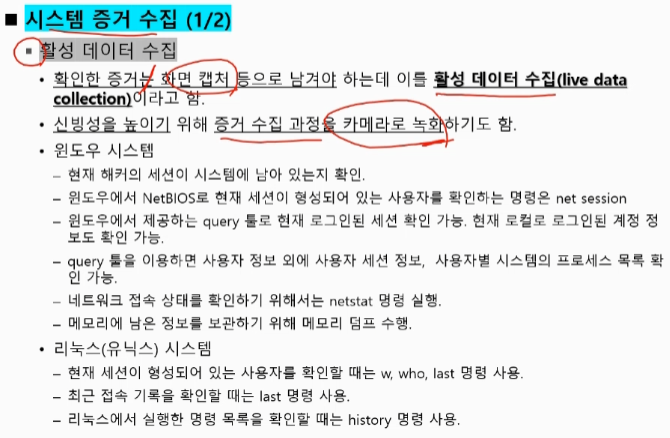 ■ 시스템 증거 수집 (1/2)
▪ 활성 데이터 수집
• 확인한 증거는 화면 캡처 등으로 남겨야 하는데 이를 활성 데이터 수집(live data
collection)이라고 함.
• 신빙성을 높이기 위해 증거 수집 과정을 카메라로 녹화하기도 함.
• 윈도우 시스템
– 현재 해커의 세션이 시스템에 남아 있는지 확인.
– 윈도우에서 NetBIOS로 현재 세션이 형성되어 있는 사용자를 확인하는 명령은 net session
– 윈도우에서 제공하는 query 툴로 현재 로그인된 세션 확인 가능. 현재 로컬로 로그인된 계정 정
보도 확인 가능.
– query 툴을 이용하면 사용자 정보 외에 사용자 세션 정보, 사용자별 시스템의 프로세스 목록 확
인 가능.
– 네트워크 접속 상태를 확인하기 위해서는 netstat 명령 실행.
– 메모리에 남은 정보를 보관하기 위해 메모리 덤프 수행.
• 리눅스(유닉스) 시스템
– 현재 세션이 형성되어 있는 사용자를 확인할 때는 w, who, last 명령 사용.
– 최근 접속 기록을 확인할 때는 last 명령 사용.
– 리눅스에서 실행한 명령 목록을 확인할 때는 history 명령 사용.